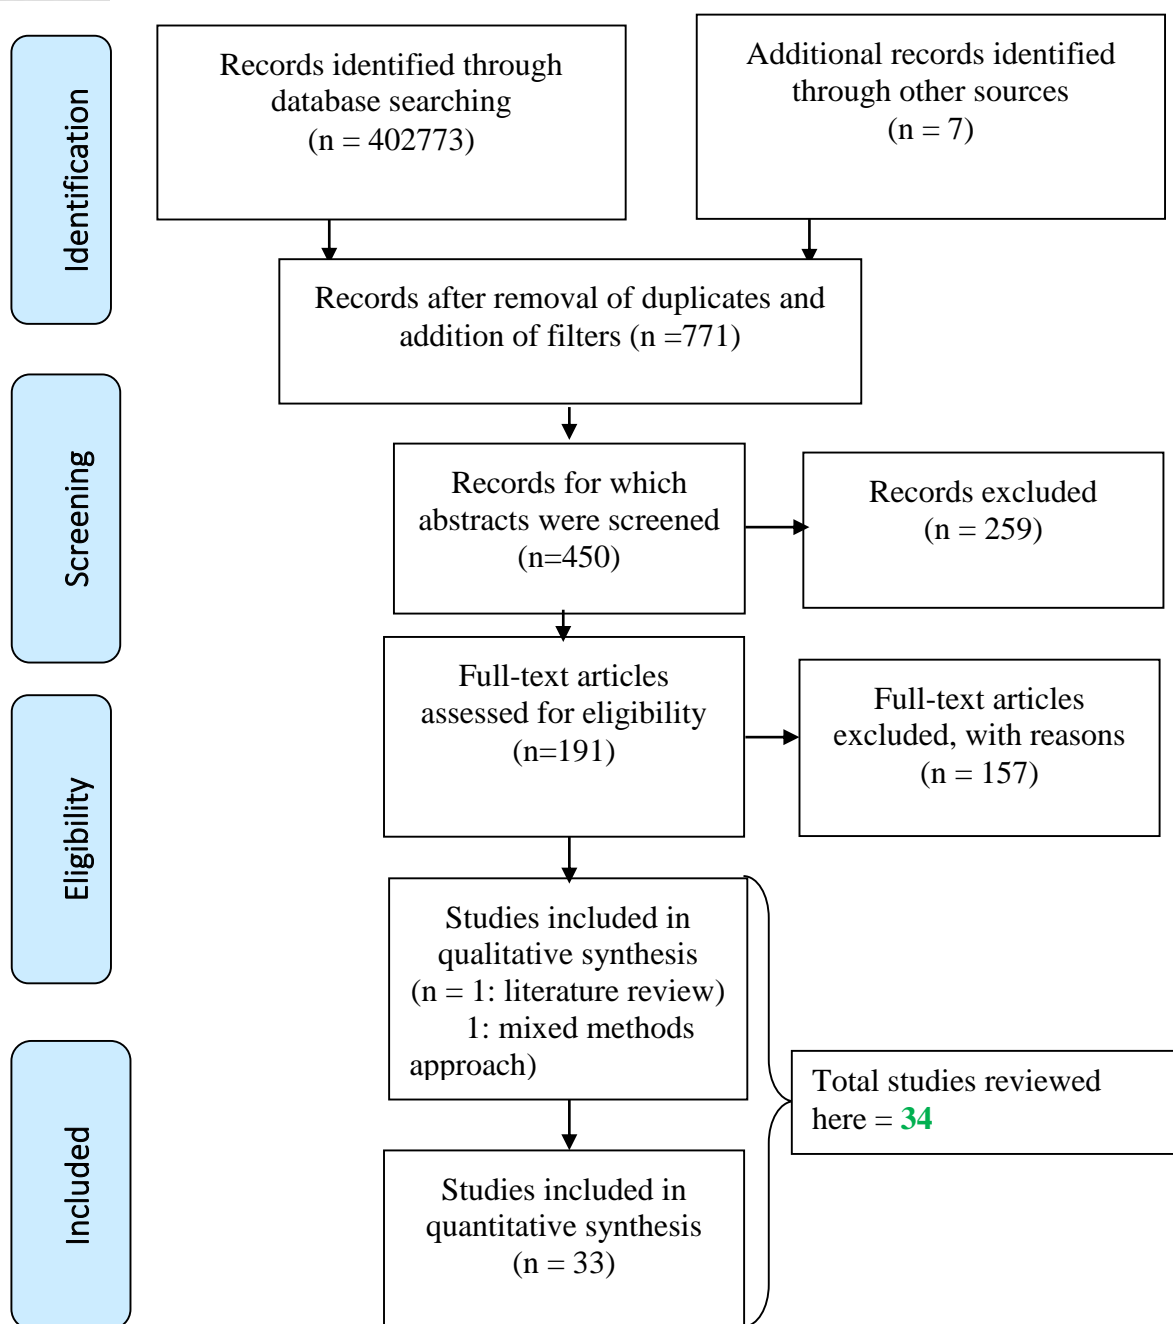 Identification
Records identified through
database searching
(n = 402773)
Additional records identified
through other sources
(n = 7)
Records after removal of duplicates and
addition of filters (n =771)
Screening
Records for which
abstracts were screened
(n=450)
Records excluded
(n = 259)
Eligibility
Full-text articles
assessed for eligibility
(n=191)
Full-text articles
excluded, with reasons
(n = 157)
Included
Studies included in
qualitative synthesis
(n = 1: literature review)
1: mixed methods
approach)
Total studies reviewed
here = 34
Studies included in
quantitative synthesis
(n = 33)